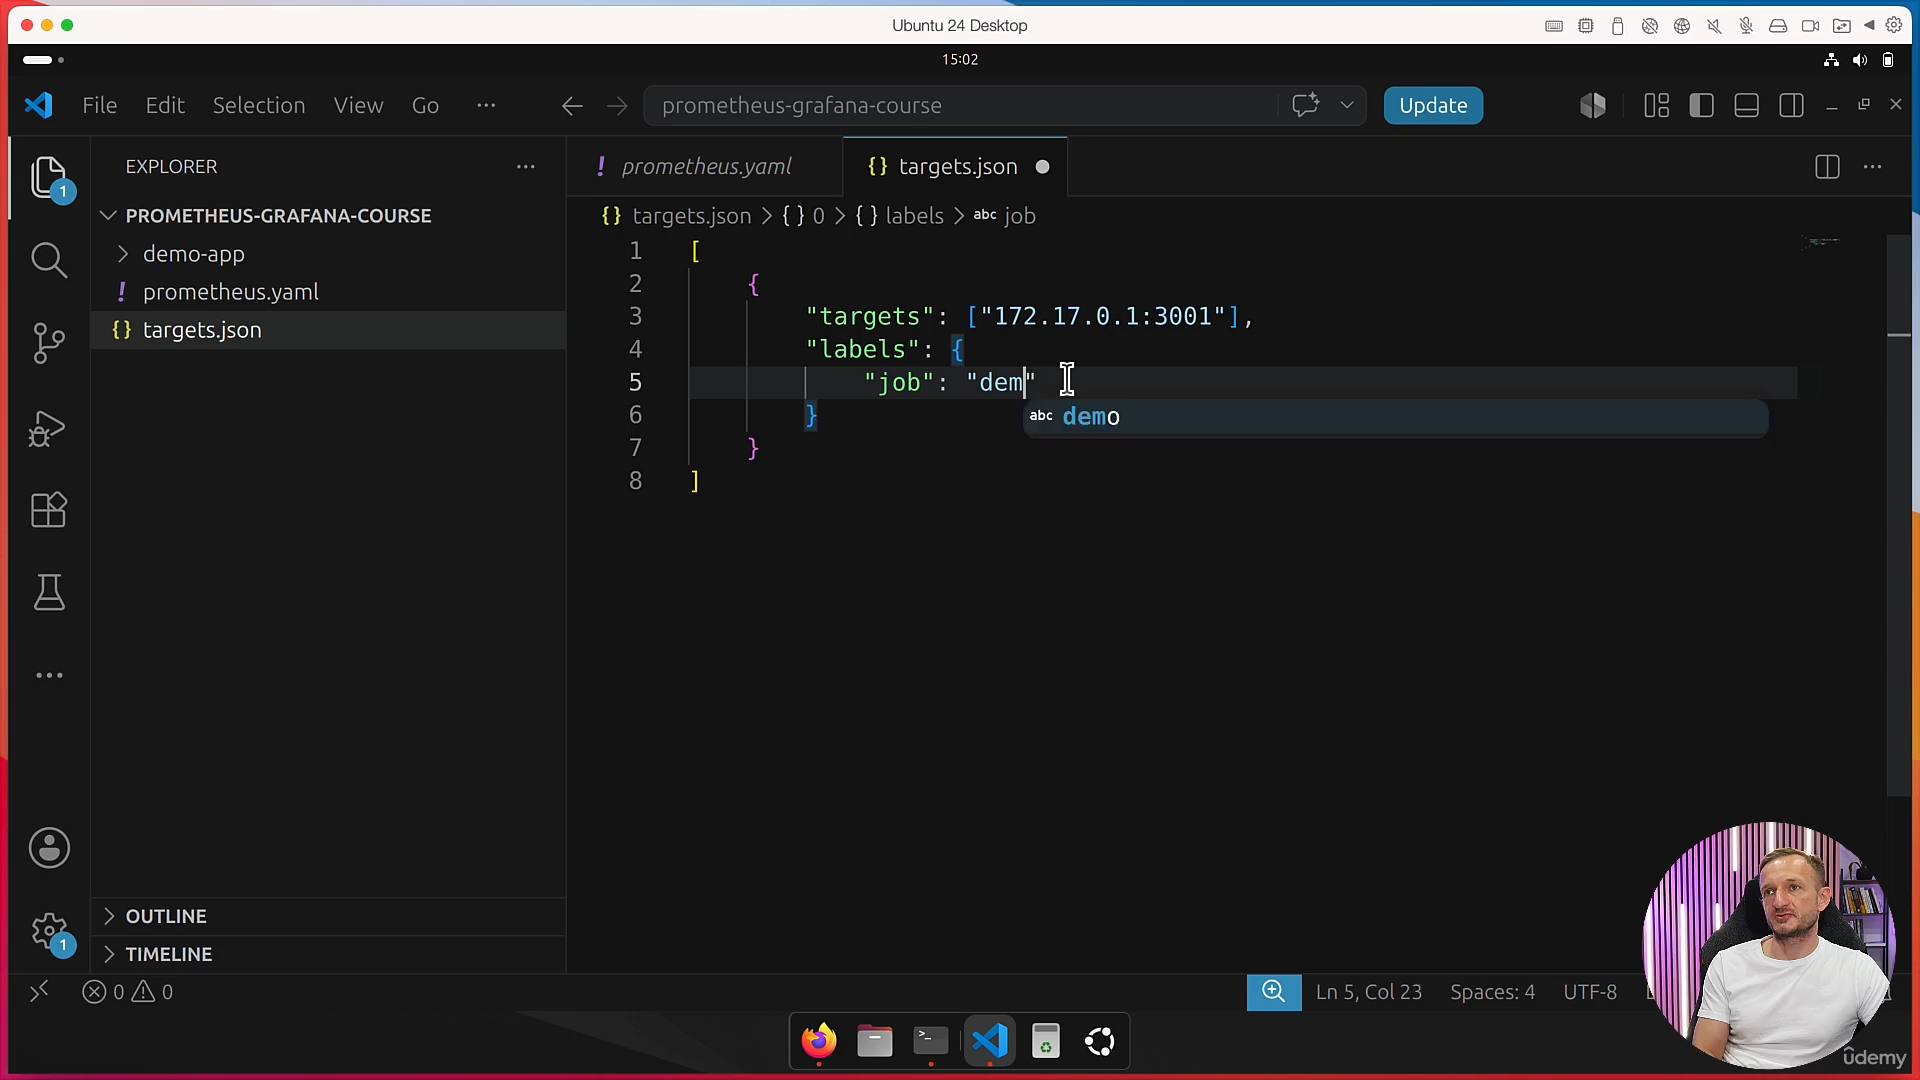 Ubuntu 24 Desktop
15:02
File Edit Selection View Go ···
prometheus-grafana-course
Update
EXPLORER
PROMETHEUS-GRAFANA-COURSE
demo-app
! prometheus.yaml
{} targets.json
OUTLINE
TIMELINE
1
1
! prometheus.yaml
{} targets.json
{} targets.json > {} 0 > {} labels > abc job
1 [
2 {
3 "targets": ["172.17.0.1:3001"],
4 "labels": {
5 "job": "dem"
abc demo
6 }
7 }
8 ]
0 0
Ln 5, Col 23 Spaces: 4 UTF-8
udemy